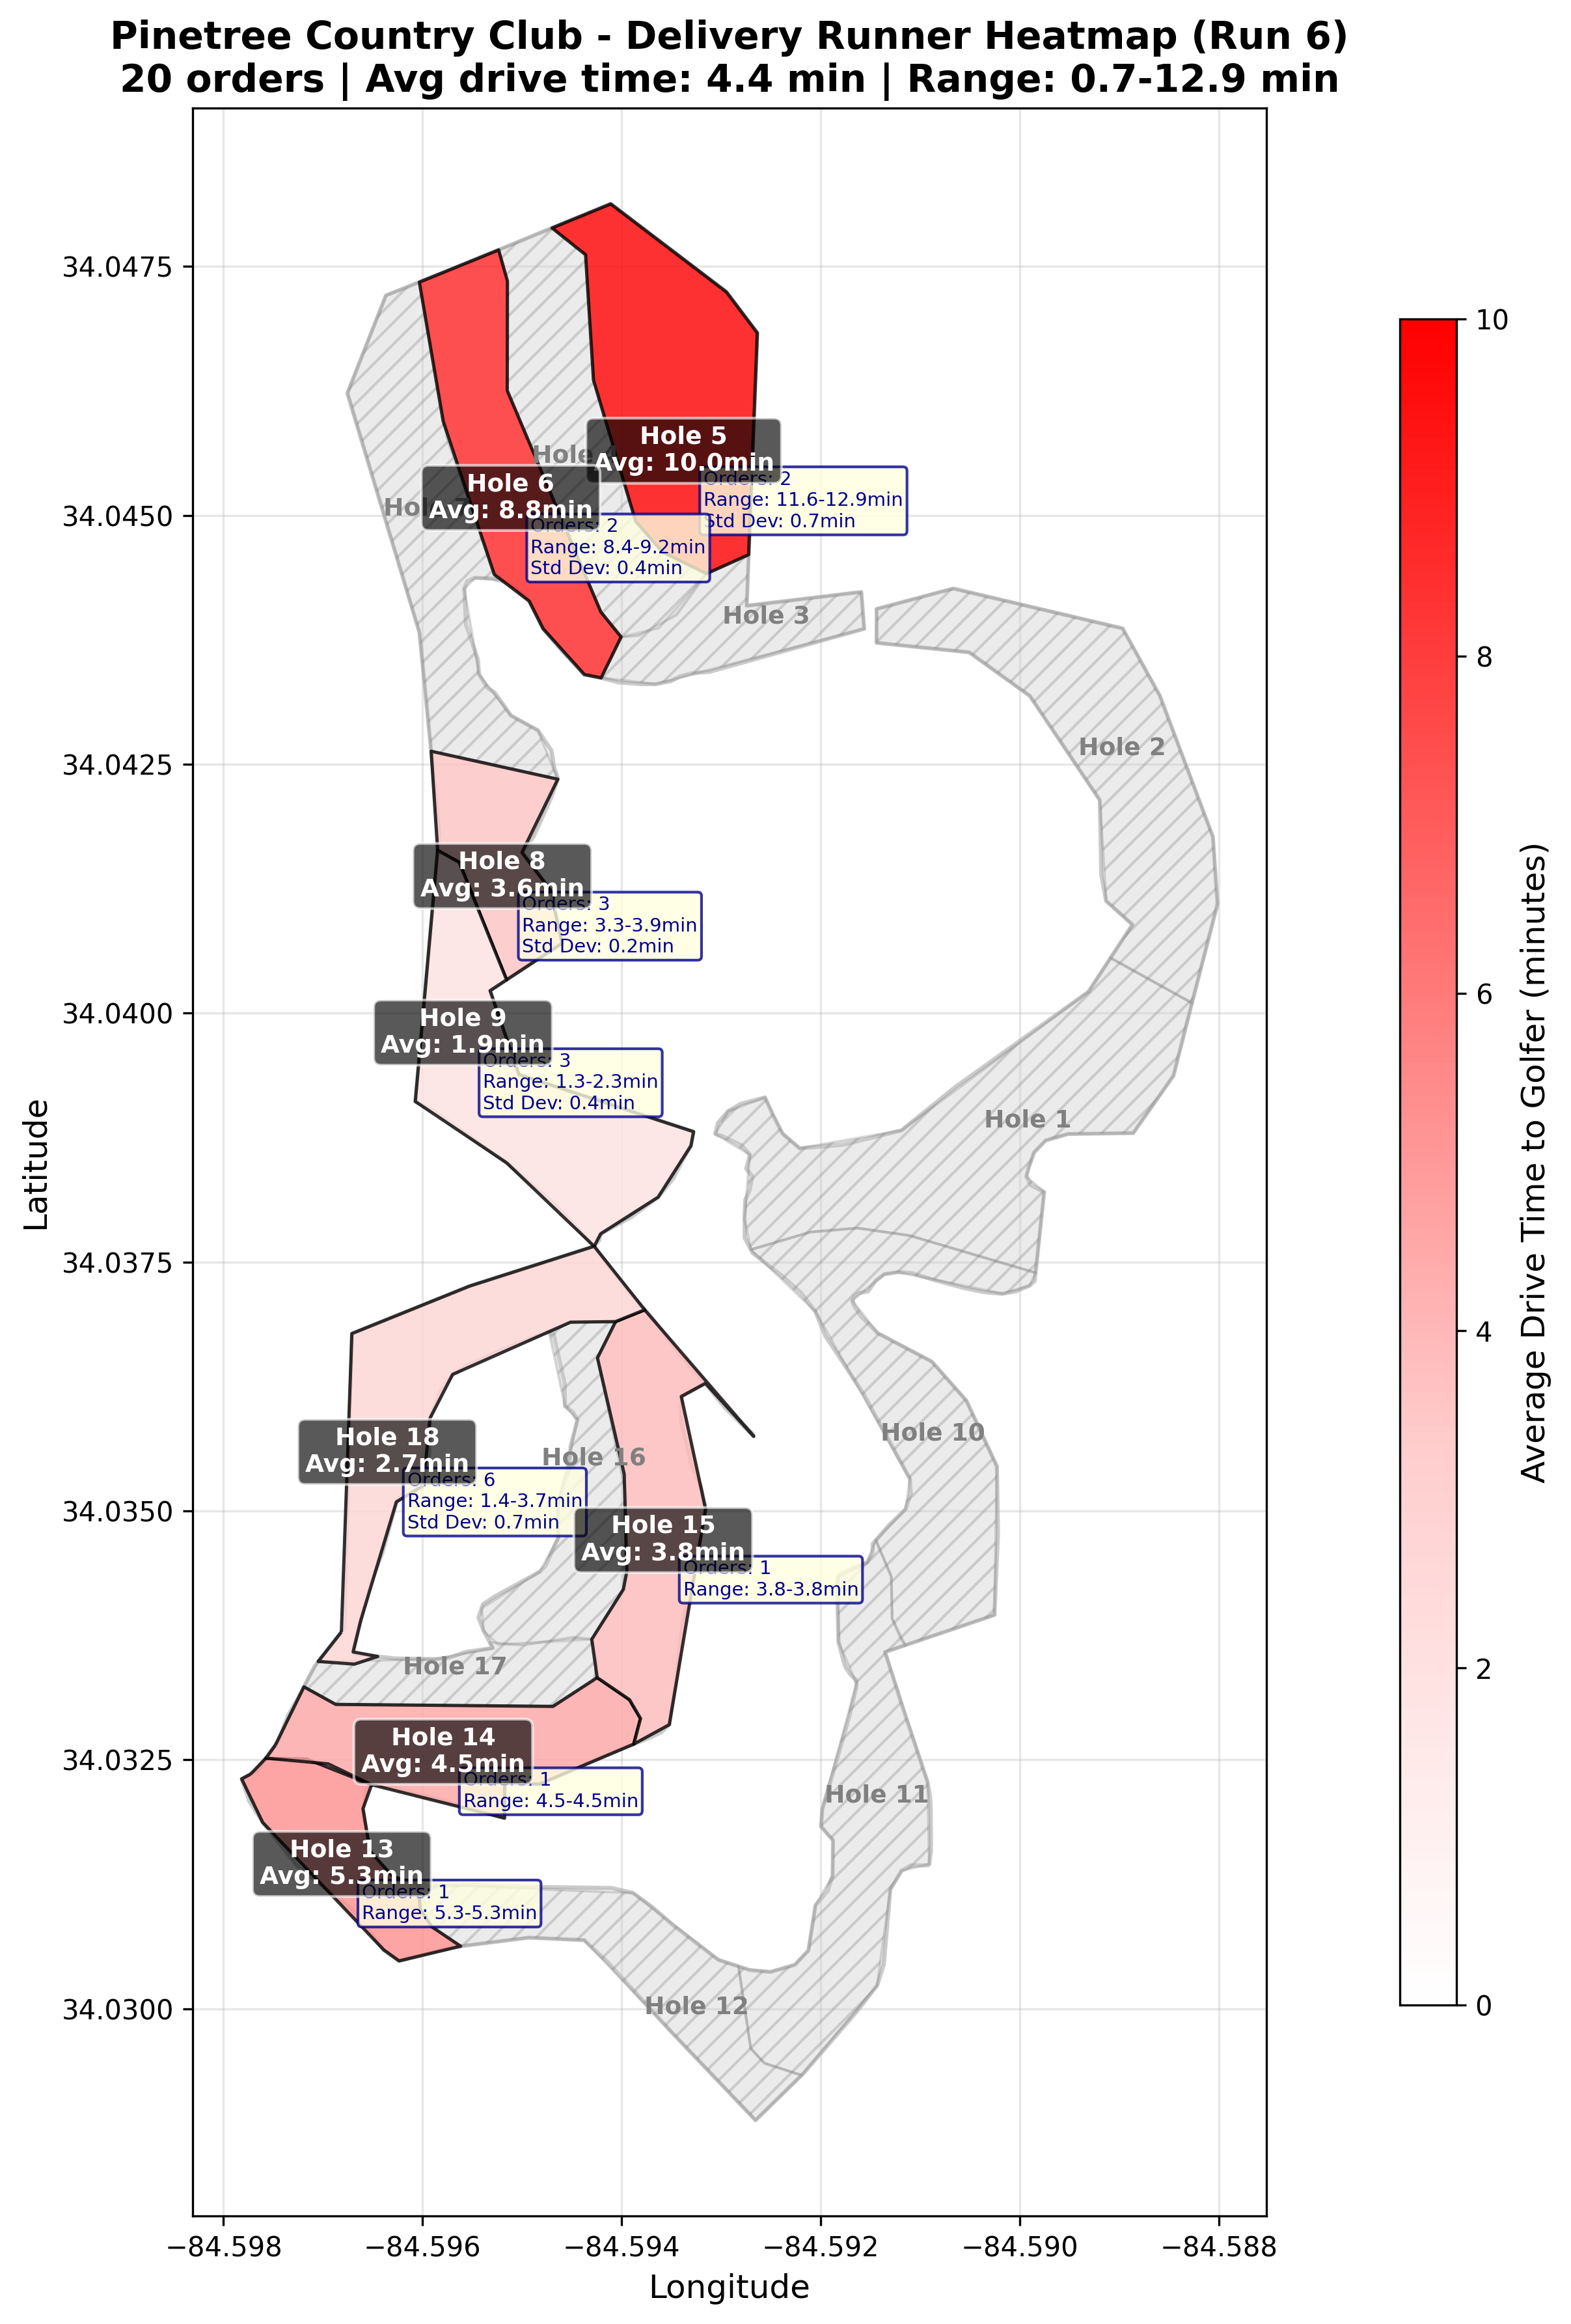 Pinetree Country Club - Delivery Runner Heatmap (Run 6)
20 orders | Avg drive time: 4.4 min | Range: 0.7-12.9 min
Latitude
34.0475
34.0450
34.0425
34.0400
34.0375
34.0350
34.0325
34.0300
Hole 5
Avg: 10.0min
Orders: 2
Range: 11.6-12.9min
Std Dev: 0.7min
Hole
Hole 6
Avg: 8.8min
Orders: 2
Range: 8.4-9.2min
Std Dev: 0.4min
Hole 3
Hole 2
Hole 8
Avg: 3.6min
Orders: 3
Range: 3.3-3.9min
Std Dev: 0.2min
Hole 9
Avg: 1.9min
Orders: 3
Range: 1.3-2.3min
Std Dev: 0.4min
Hole 1
Hole 10
Hole 18
Avg: 2.7min
Orders: 6
Range: 1.4-3.7min
Std Dev: 0.7min
Hole 16
Hole 15
Avg: 3.8min
Orders: 1
Range: 3.8-3.8min
Hole 17
Hole 14
Avg: 4.5min
Orders: 1
Range: 4.5-4.5min
Hole 11
Hole 13
Avg: 5.3min
Orders: 1
Range: 5.3-5.3min
Hole 12
−84.598
−84.596
−84.594
−84.592
−84.590
−84.588
Longitude
10
8
6
4
2
0
Average Drive Time to Golfer (minutes)